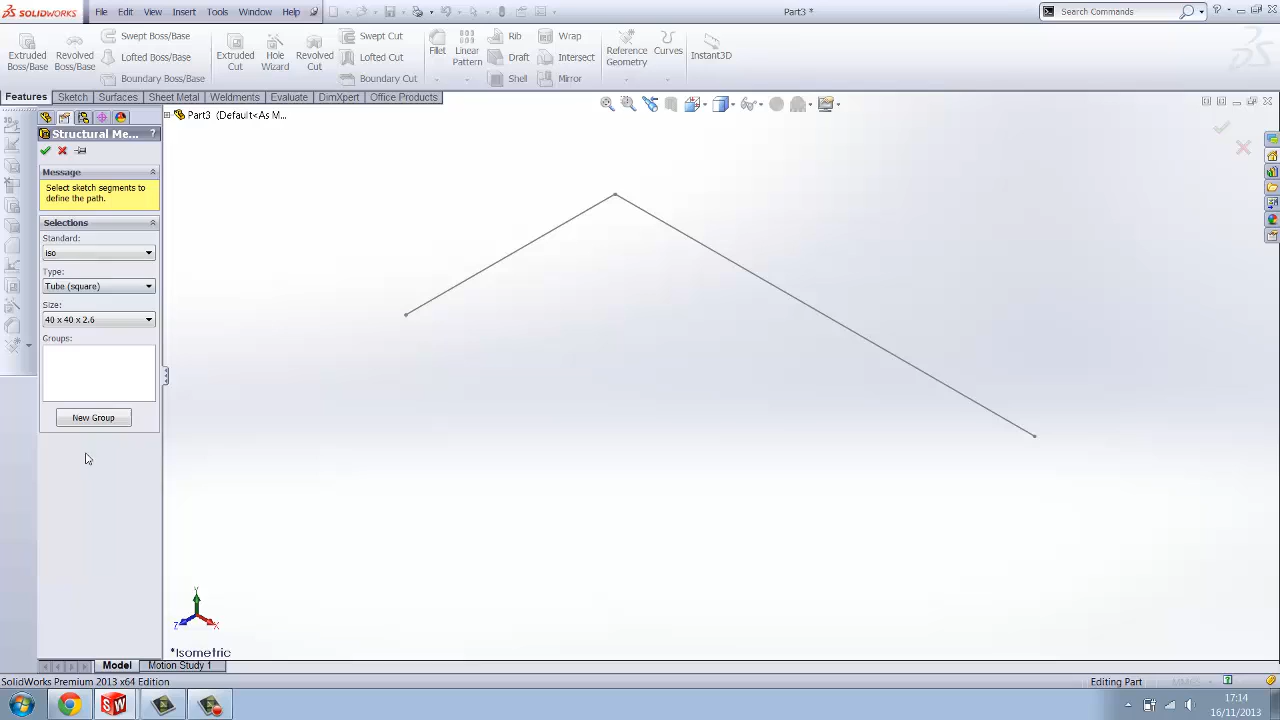 SOLIDWORKS File Edit View Insert Tools Window Help Part3 * Search Commands
Extruded Boss/Base
Revolved Boss/Base
Swept Boss/Base
Lofted Boss/Base
Boundary Boss/Base
Extruded Cut
Hole Wizard
Revolved Cut
Swept Cut
Lofted Cut
Boundary Cut
Fillet
Linear Pattern
Rib
Draft
Shell
Wrap
Intersect
Mirror
Reference Geometry
Curves
Instant3D
Features Sketch Surfaces Sheet Metal Weldments Evaluate DimXpert Office Products
Part3 (Default<As M...
Structural Me... ?
Message
Select sketch segments to
define the path.
Selections
Standard:
iso
Type:
Tube (square)
Size:
40 x 40 x 2.6
Groups:
New Group
Y
Z X
*Isometric
Model Motion Study 1
SolidWorks Premium 2013 x64 Edition Editing Part MMGS
17:14
16/11/2013